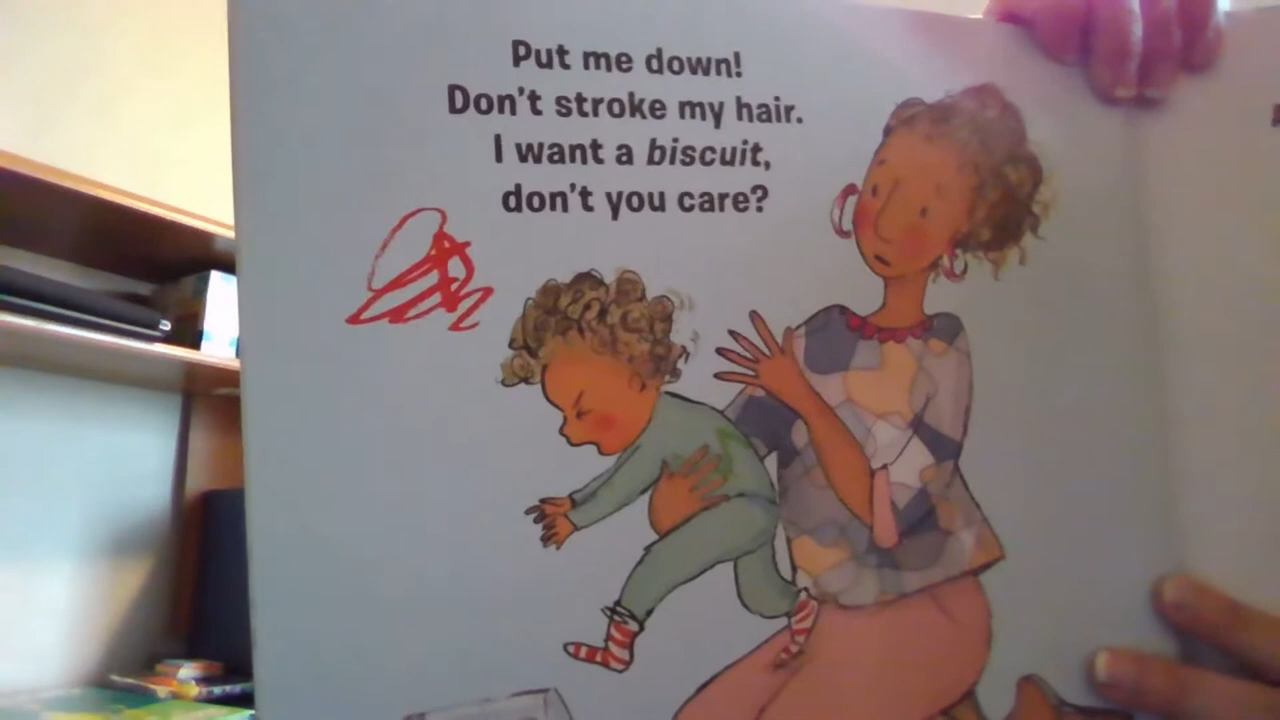 Put me down!
Don't stroke my hair.
I want a biscuit,
don't you care?